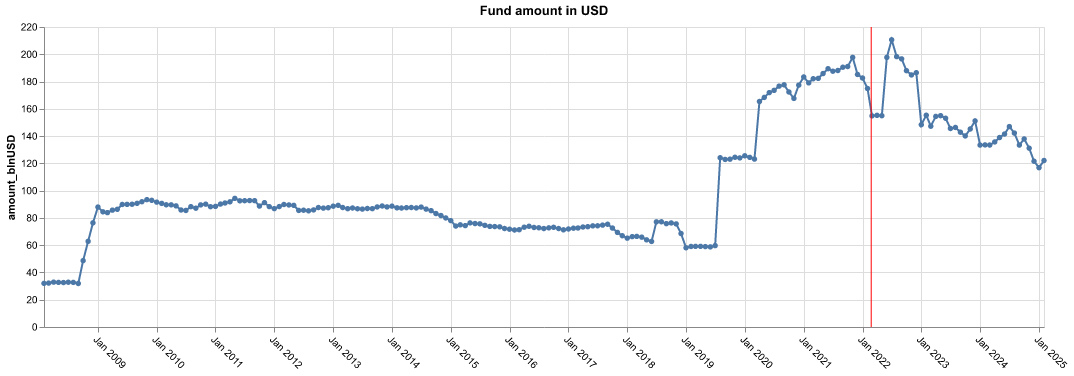 Fund amount in USD
amount_blnUSD
220
200
180
160
140
120
100
80
60
40
20
0
Jan 2009
Jan 2010
Jan 2011
Jan 2012
Jan 2013
Jan 2014
Jan 2015
Jan 2016
Jan 2017
Jan 2018
Jan 2019
Jan 2020
Jan 2021
Jan 2022
Jan 2023
Jan 2024
Jan 2025